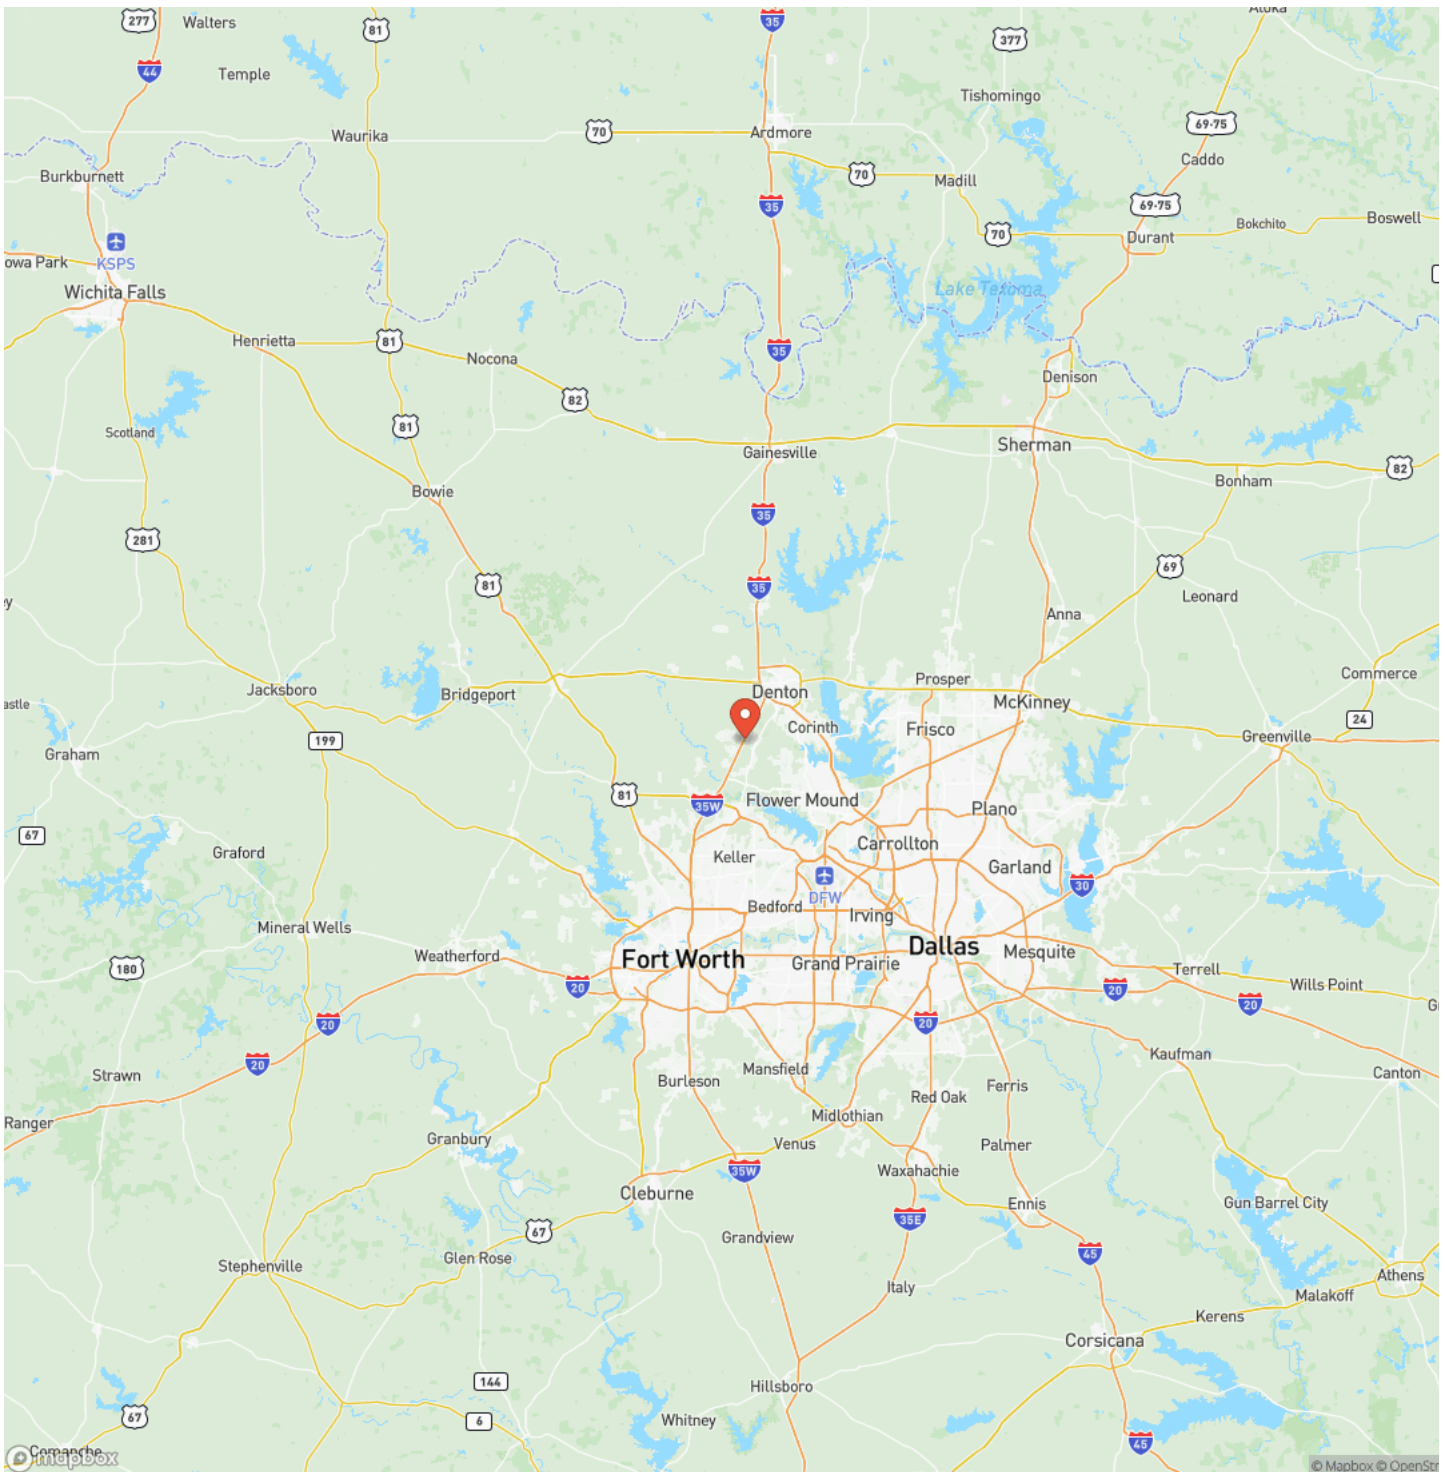 277
Walters
81
35
Atoka
377
44
Temple
Tishomingo
Waurika
70
Ardmore
69-75
Caddo
Burkburnett
70
Madill
35
69-75
Boswell
Bokchito
70
Durant
KSPS
owa Park
Wichita Falls
Lake Texoma
Henrietta
81
Nocona
35
Denison
82
Scotland
81
Gainesville
Sherman
82
Bonham
Bowie
35
281
69
81
35
Leonard
Anna
Jacksboro
Bridgeport
Denton
Prosper
McKinney
Commerce
astle
Corinth
Frisco
24
Greenville
199
Graham
81
35W
Flower Mound
Plano
67
Graford
Keller
Carrollton
Garland
DFW
30
Bedford
Irving
Mineral Wells
Weatherford
Fort Worth
Dallas
Mesquite
Grand Prairie
180
Terrell
Wills Point
20
20
20
G
20
20
20
Kaufman
Strawn
Mansfield
Burleson
Ferris
Canton
Red Oak
Ranger
Midlothian
Granbury
Venus
Palmer
35W
Waxahachie
Cleburne
Ennis
Gun Barrel City
67
35E
Grandview
45
Glen Rose
Stephenville
Italy
Athens
Malakoff
Kerens
Corsicana
144
Hillsboro
67
6
Whitney
45
Comanche
mapbox
© Mapbox © OpenStr